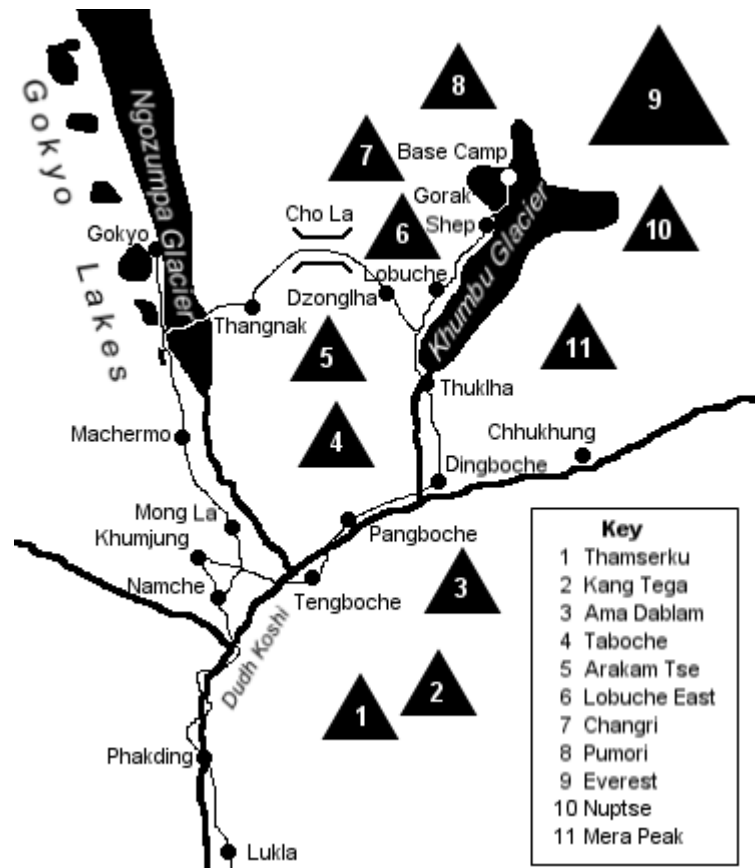 8
9
Gokyo
Ngozumpa Glacier
7
Base Camp
Gorak
Shep
Cho La
6
10
Gokyo
Lobuche
Khumbu Glacier
Lakes
Dzonglha
Thangnak
5
11
Thuklha
Machermo
4
Chhukhung
Dingboche
Mong La
Pangboche
Khumjung
Namche
Tengboche
3
Dudh Koshi
2
1
Phakding
Lukla
Key
1 Thamserku
2 Kang Tega
3 Ama Dablam
4 Taboche
5 Arakam Tse
6 Lobuche East
7 Changri
8 Pumori
9 Everest
10 Nuptse
11 Mera Peak